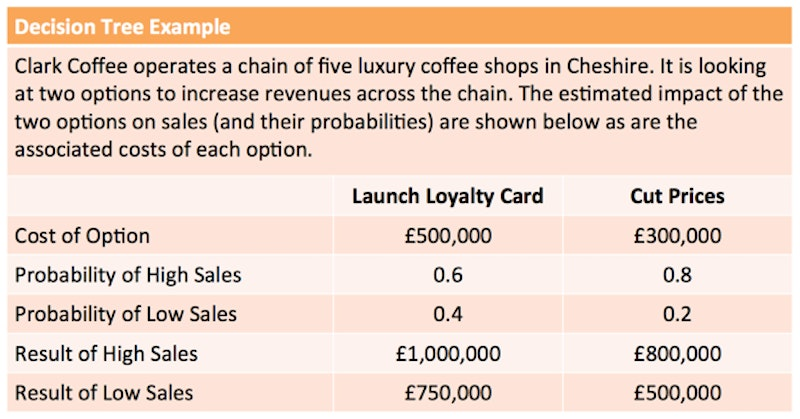 Decision Tree Example
Clark Coffee operates a chain of five luxury coffee shops in Cheshire. It is looking
at two options to increase revenues across the chain. The estimated impact of the
two options on sales (and their probabilities) are shown below as are the
associated costs of each option.
Launch Loyalty Card Cut Prices
Cost of Option £500,000 £300,000
Probability of High Sales 0.6 0.8
Probability of Low Sales 0.4 0.2
Result of High Sales £1,000,000 £800,000
Result of Low Sales £750,000 £500,000